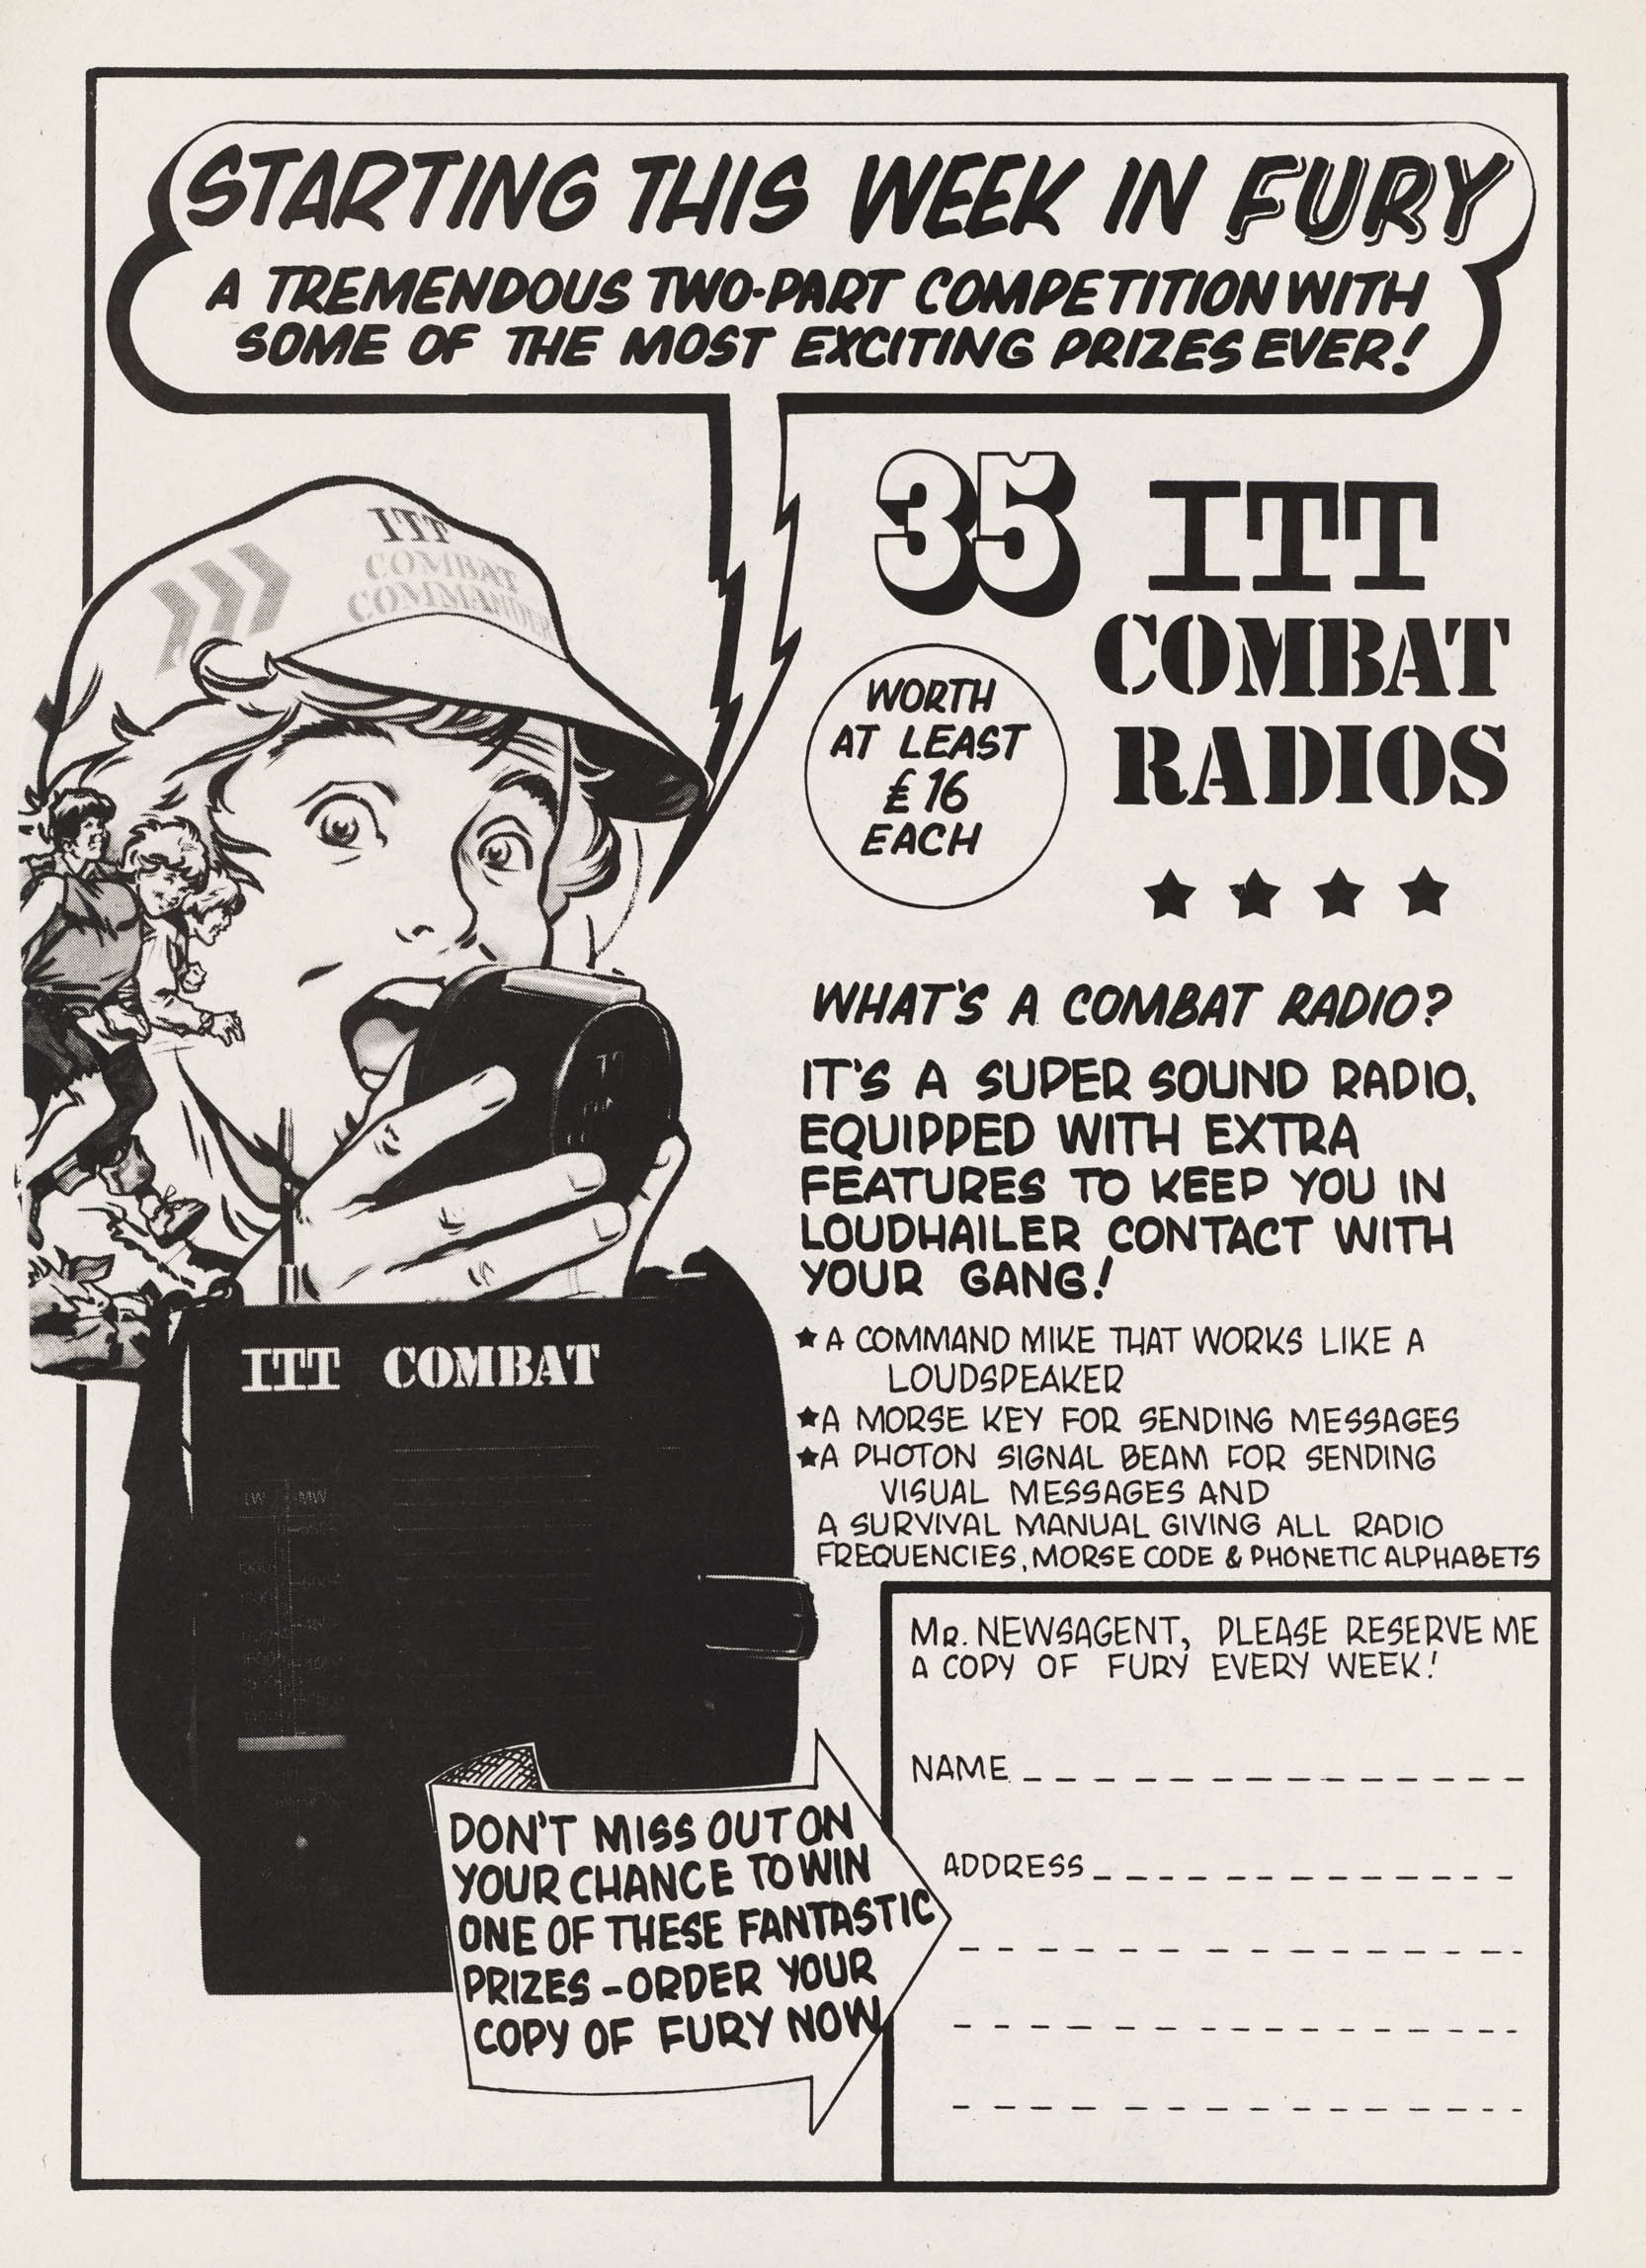 STARTING THIS WEEK IN FURY
A TREMENDOUS TWO-PART COMPETITION WITH
SOME OF THE MOST EXCITING PRIZES EVER!
ITT
COMBAT
COMMANDER
35 ITT
COMBAT
RADIOS
WORTH
AT LEAST
£16
EACH
WHAT'S A COMBAT RADIO?
IT'S A SUPER SOUND RADIO,
EQUIPPED WITH EXTRA
FEATURES TO KEEP YOU IN
LOUDHAILER CONTACT WITH
YOUR GANG!
★ A COMMAND MIKE THAT WORKS LIKE A
LOUDSPEAKER
★ A MORSE KEY FOR SENDING MESSAGES
★ A PHOTON SIGNAL BEAM FOR SENDING
VISUAL MESSAGES AND
A SURVIVAL MANUAL GIVING ALL RADIO
FREQUENCIES, MORSE CODE & PHONETIC ALPHABETS
ITT COMBAT
LW MW
DON'T MISS OUT ON
YOUR CHANCE TO WIN
ONE OF THESE FANTASTIC
PRIZES - ORDER YOUR
COPY OF FURY NOW
MR. NEWSAGENT, PLEASE RESERVE ME
A COPY OF FURY EVERY WEEK!
NAME
ADDRESS